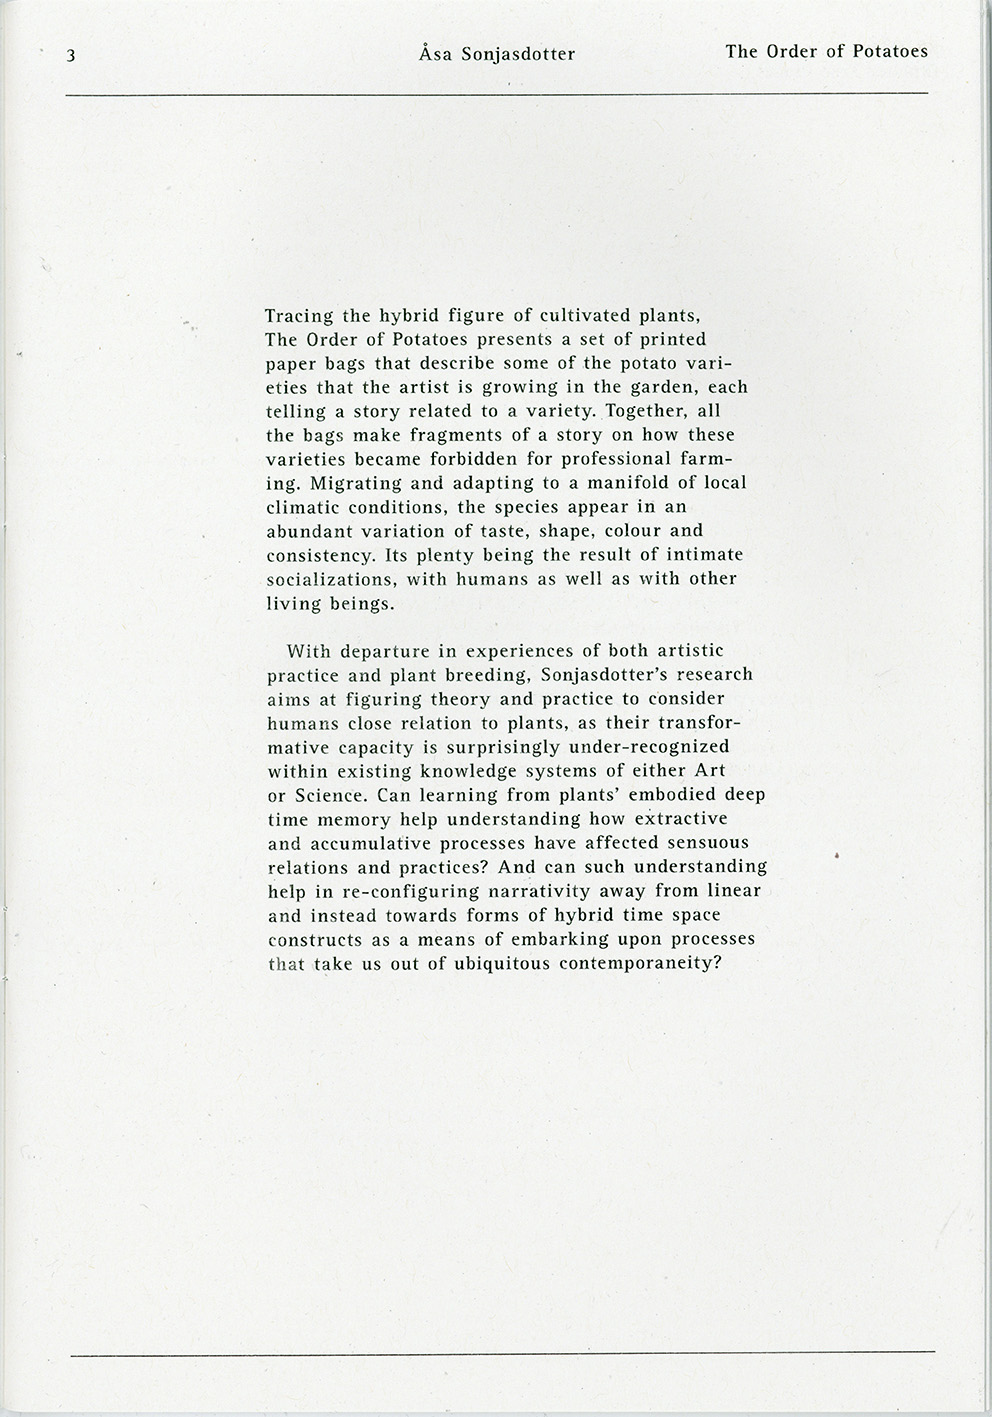 3
Åsa Sonjasdotter
The Order of Potatoes
Tracing the hybrid figure of cultivated plants,
The Order of Potatoes presents a set of printed
paper bags that describe some of the potato vari-
eties that the artist is growing in the garden, each
telling a story related to a variety. Together, all
the bags make fragments of a story on how these
varieties became forbidden for professional farm-
ing. Migrating and adapting to a manifold of local
climatic conditions, the species appear in an
abundant variation of taste, shape, colour and
consistency. Its plenty being the result of intimate
socializations, with humans as well as with other
living beings.
With departure in experiences of both artistic
practice and plant breeding, Sonjasdotter's research
aims at figuring theory and practice to consider
humans close relation to plants, as their transfor-
mative capacity is surprisingly under-recognized
within existing knowledge systems of either Art
or Science. Can learning from plants' embodied deep
time memory help understanding how extractive
and accumulative processes have affected sensuous
relations and practices? And can such understanding
help in re-configuring narrativity away from linear
and instead towards forms of hybrid time space
constructs as a means of embarking upon processes
that take us out of ubiquitous contemporaneity?